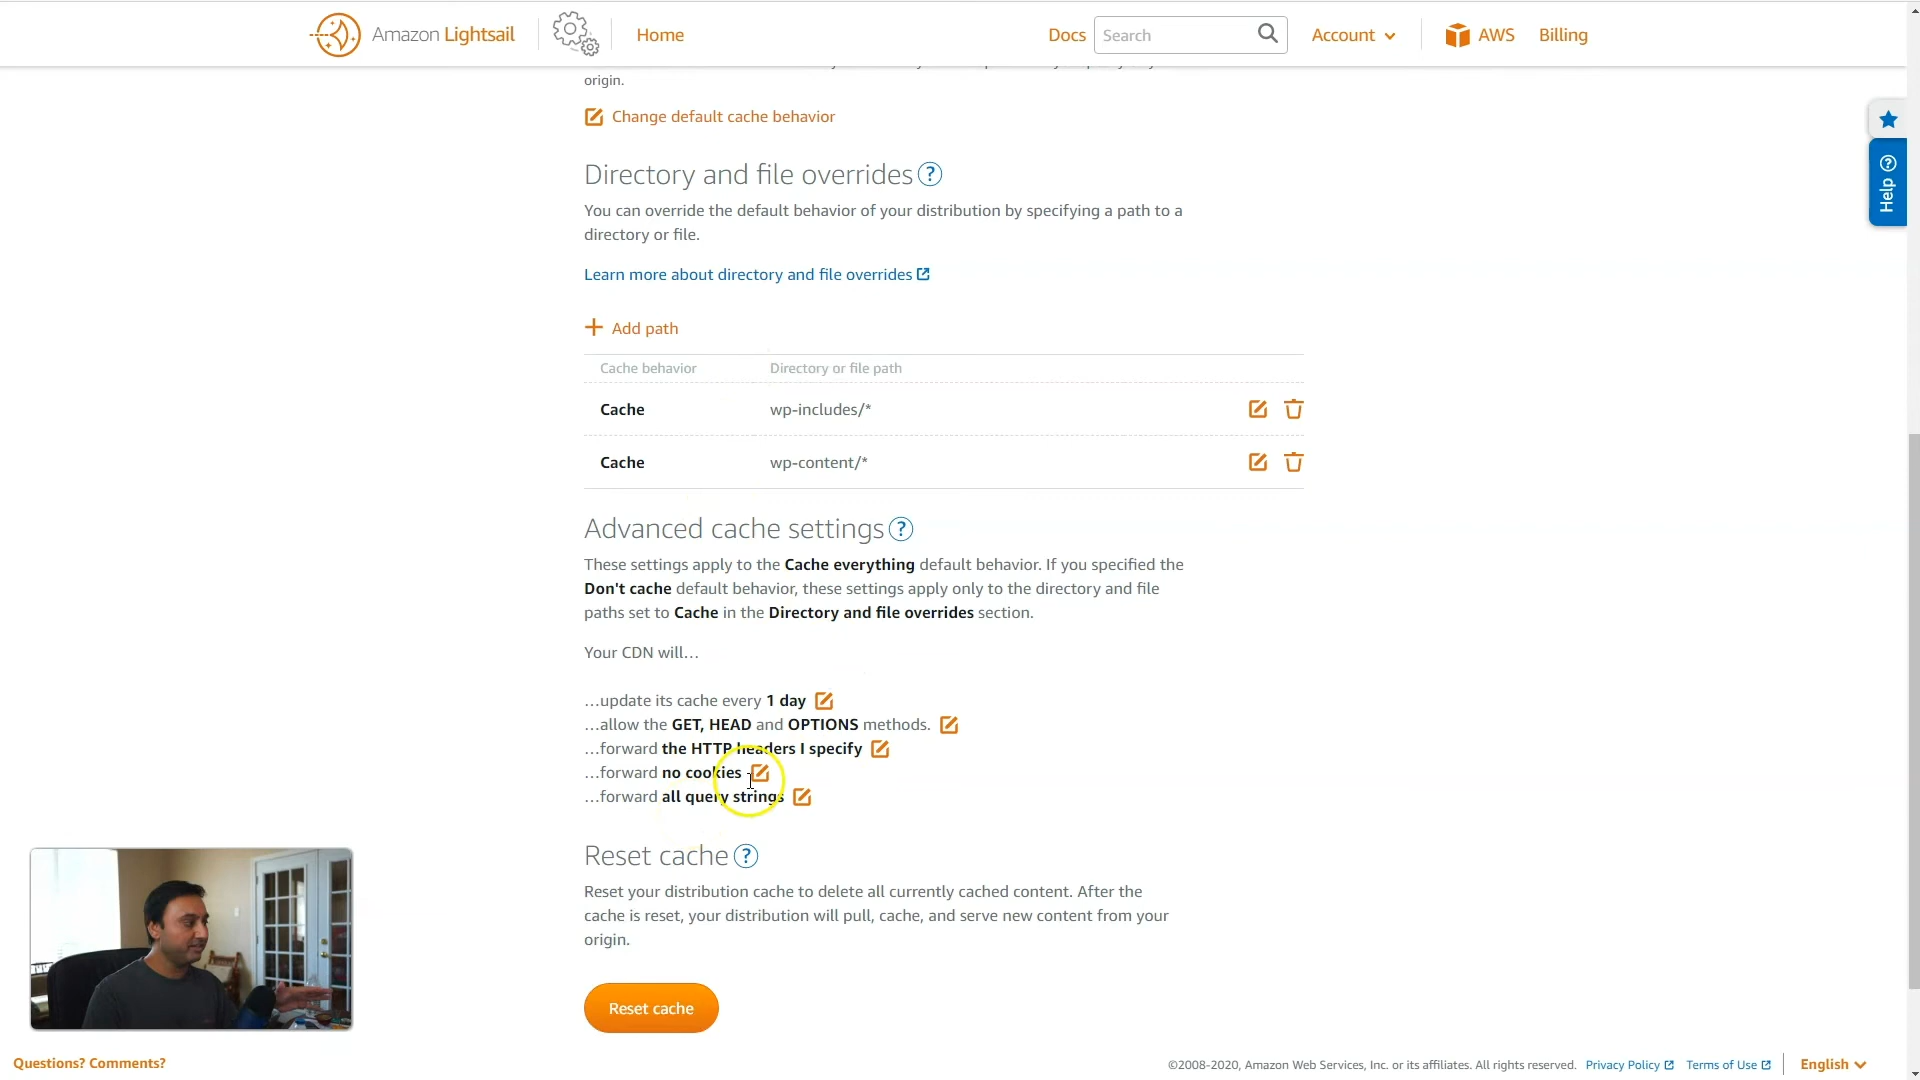 Amazon Lightsail
Home
Docs
Search
Account
AWS
Billing
origin.
Change default cache behavior
Directory and file overrides ?
You can override the default behavior of your distribution by specifying a path to a
directory or file.
Learn more about directory and file overrides
+ Add path
Cache behavior Directory or file path
Cache wp-includes/*
Cache wp-content/*
Advanced cache settings ?
These settings apply to the Cache everything default behavior. If you specified the
Don't cache default behavior, these settings apply only to the directory and file
paths set to Cache in the Directory and file overrides section.
Your CDN will...
...update its cache every 1 day
...allow the GET, HEAD and OPTIONS methods.
...forward the HTTP headers I specify
...forward no cookies
...forward all query strings
Reset cache ?
Reset your distribution cache to delete all currently cached content. After the
cache is reset, your distribution will pull, cache, and serve new content from your
origin.
Reset cache
Help ?
Questions? Comments?
©2008-2020, Amazon Web Services, Inc. or its affiliates. All rights reserved.
Privacy Policy
Terms of Use
English